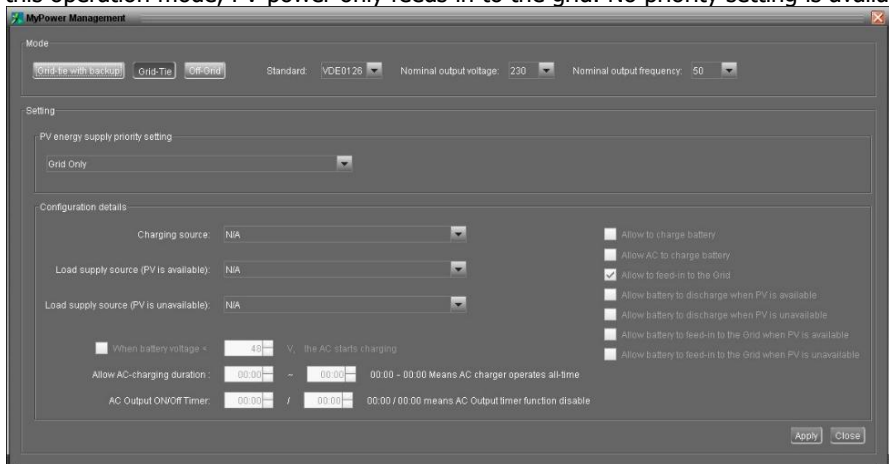 this operation mode, PV power only feeds in to the grid. No priority setting is availa
MyPower Management
Mode
Grid-tie with backup Grid-Tie Off-Grid Standard: VDE0126 Nominal output voltage: 230 Nominal output frequency: 50
Setting
PV energy supply priority setting
Grid Only
Configuration details
Charging source: N/A
Allow to charge battery
Allow AC to charge battery
Load supply source (PV is available): N/A
Allow to feed-in to the Grid
Allow battery to discharge when PV is available
Load supply source (PV is unavailable): N/A
Allow battery to discharge when PV is unavailable
Allow battery to feed-in to the Grid when PV is available
When battery voltage < 48 V, the AC starts charging
Allow battery to feed-in to the Grid when PV is unavailable
Allow AC-charging duration : 00:00 ~ 00:00 00:00 ~ 00:00 Means AC charger operates all-time
AC Output ON/Off Timer: 00:00 / 00:00 00:00 / 00:00 means AC Output timer function disable
Apply Close